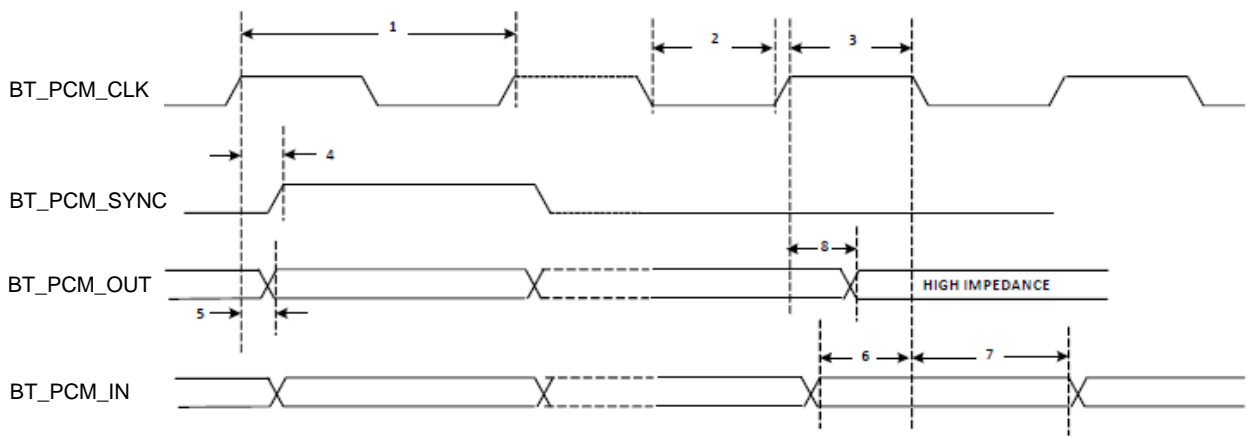 1
2
3
BT_PCM_CLK
4
BT_PCM_SYNC
8
BT_PCM_OUT
HIGH IMPEDANCE
5
6
7
BT_PCM_IN